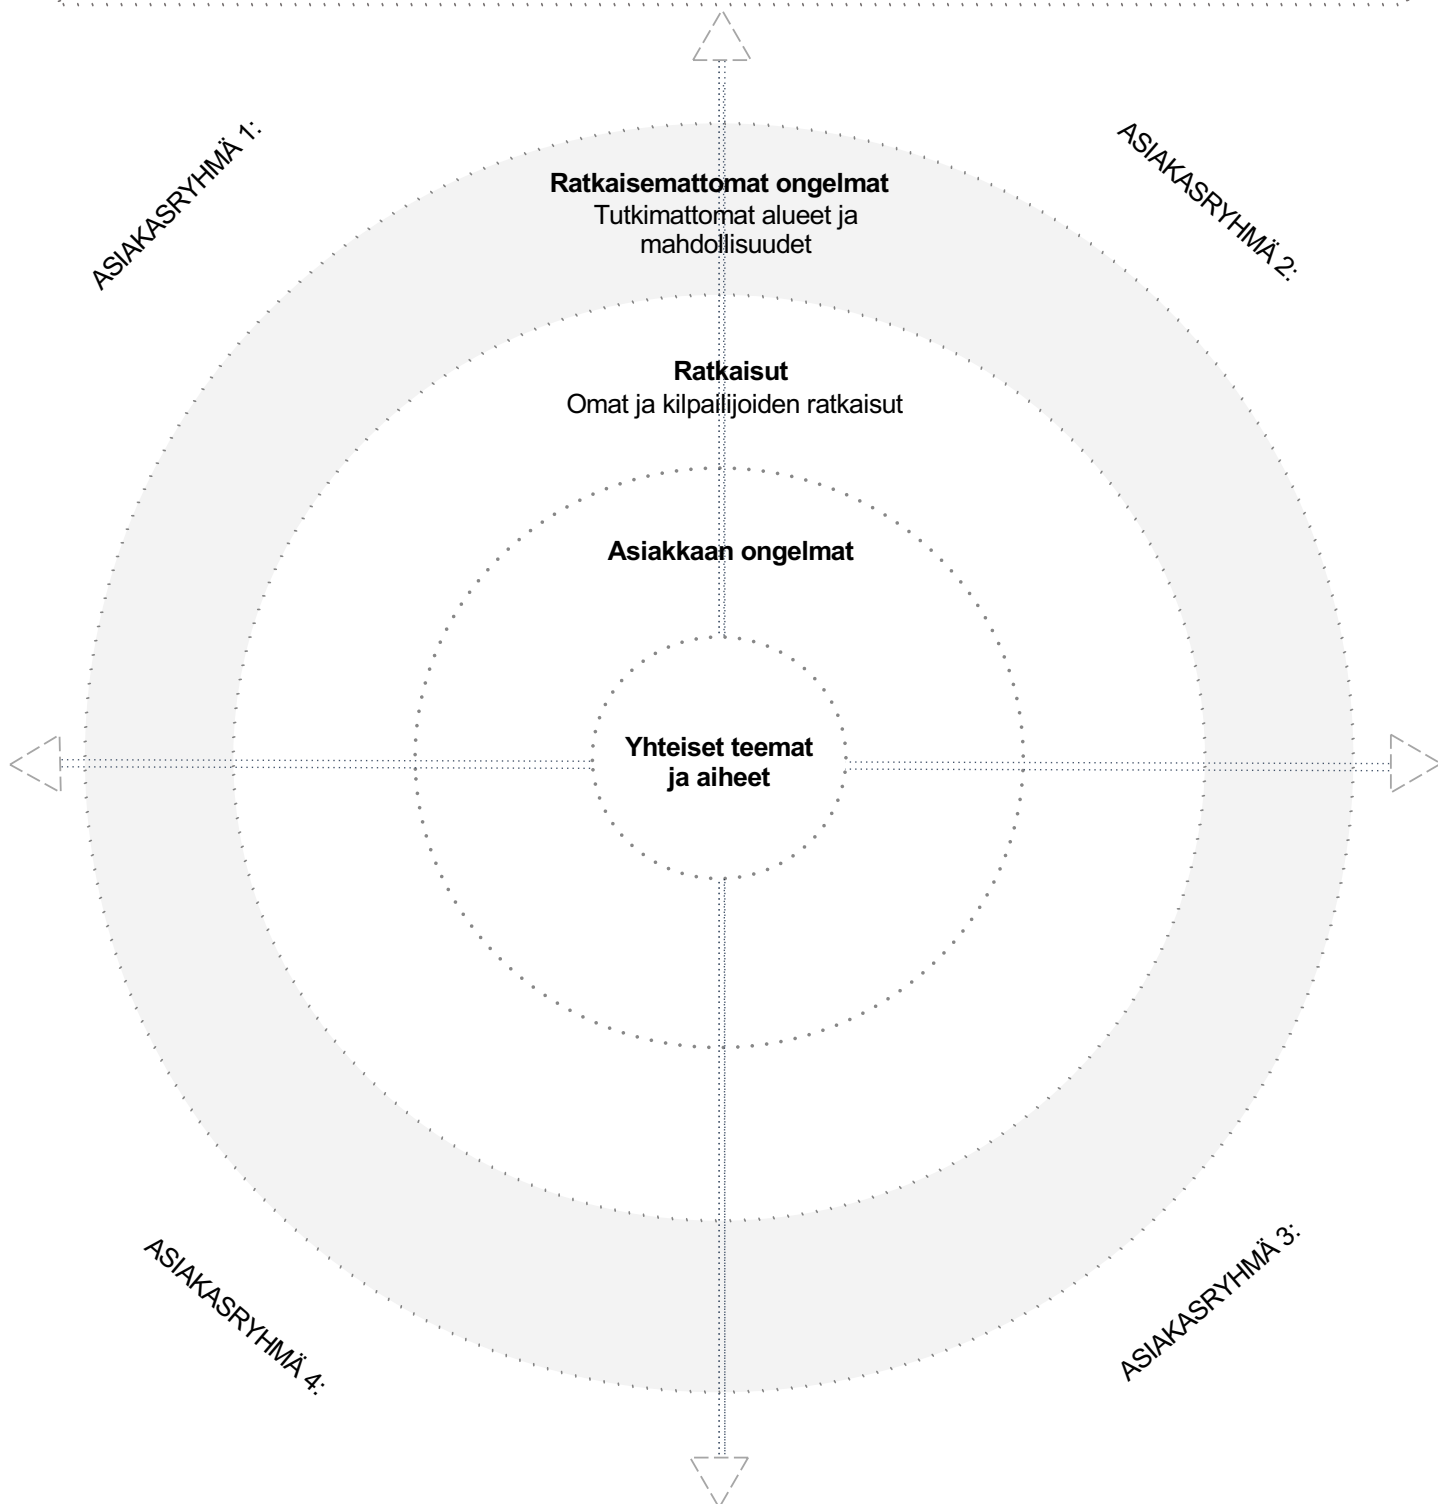 ASIAKASRYHMÄ 1:
ASIAKASRYHMÄ 2:
Ratkaisemattomat ongelmat
Tutkimattomat alueet ja
mahdollisuudet
Ratkaisut
Omat ja kilpailijoiden ratkaisut
Asiakkaan ongelmat
Yhteiset teemat
ja aiheet
ASIAKASRYHMÄ 4:
ASIAKASRYHMÄ 3: